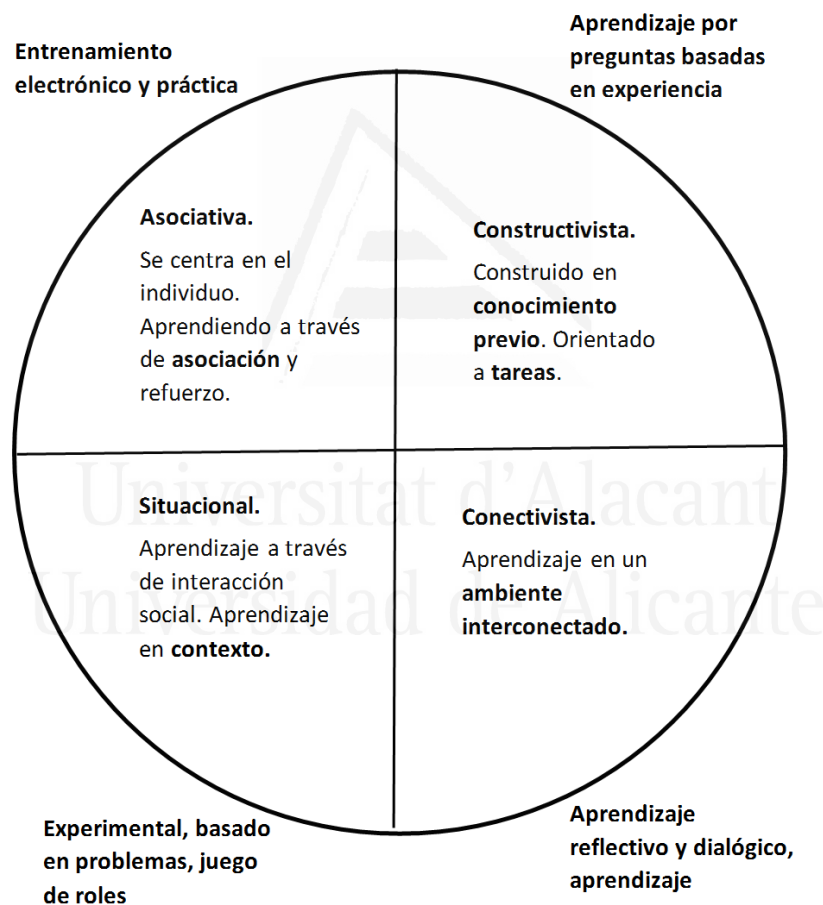 Entrenamiento
electrónico y práctica
Aprendizaje por
preguntas basadas
en experiencia
Asociativa.
Se centra en el
individuo.
Aprendiendo a través
de asociación y
refuerzo.
Constructivista.
Construido en
conocimiento
previo. Orientado
a tareas.
Situacional.
Aprendizaje a través
de interacción
social. Aprendizaje
en contexto.
Conectivista.
Aprendizaje en un
ambiente
interconectado.
Universitat d'Alacant
Universidad de Alicante
Experimental, basado
en problemas, juego
de roles
Aprendizaje
reflectivo y dialógico,
aprendizaje